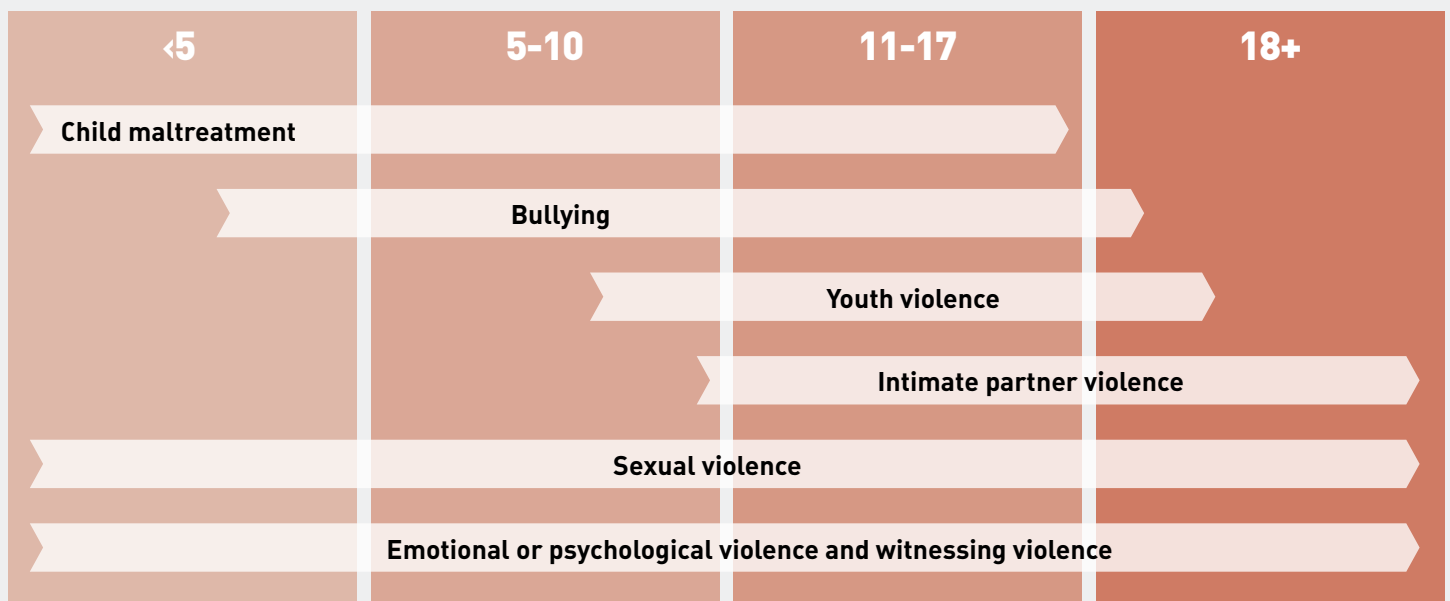 <5
5-10
11-17
18+
Child maltreatment
Bullying
Youth violence
Intimate partner violence
Sexual violence
Emotional or psychological violence and witnessing violence